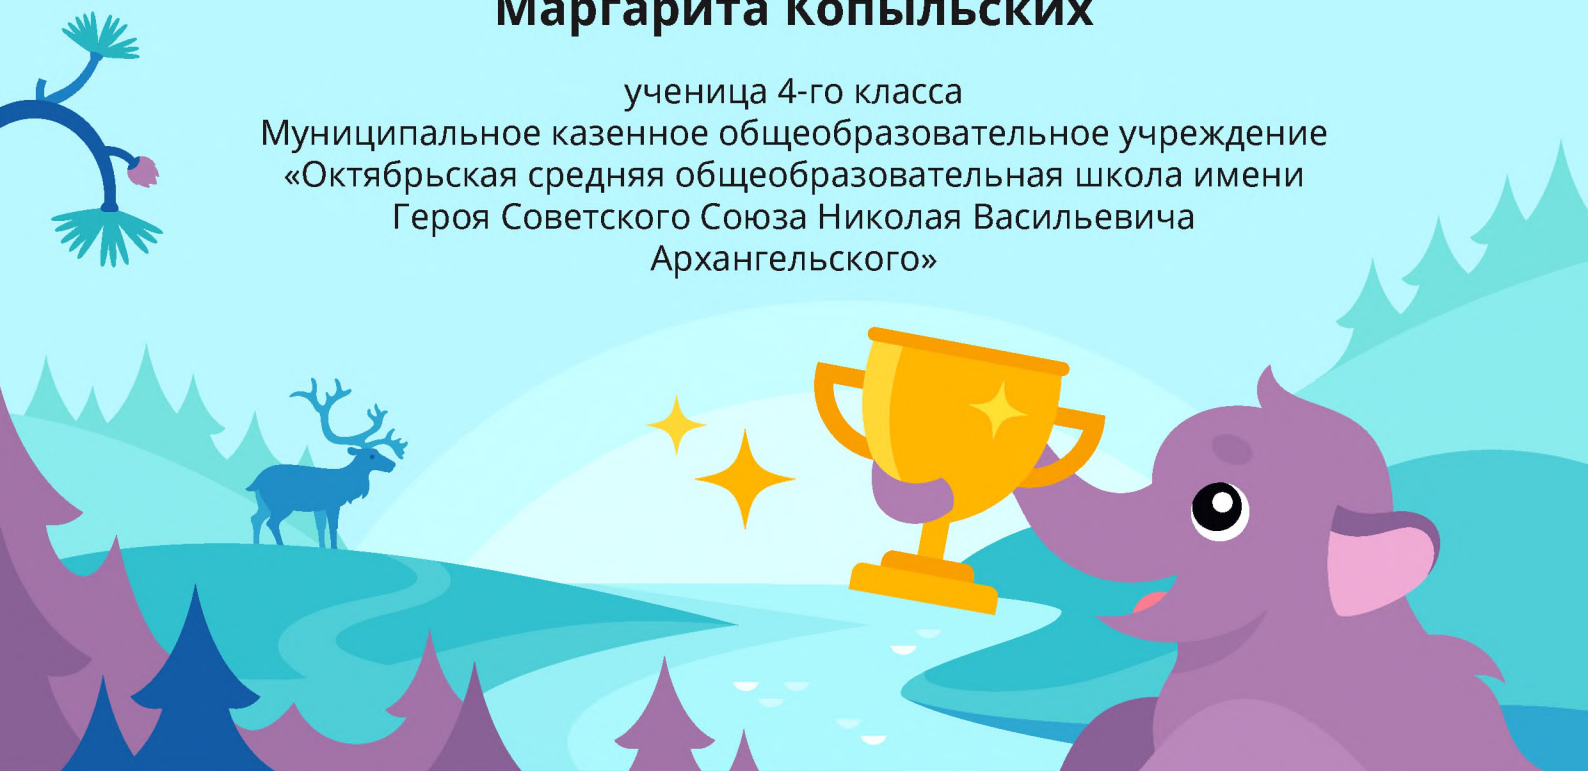 Маргарита Копыльских
ученица 4-го класса
Муниципальное казенное общеобразовательное учреждение
«Октябрьская средняя общеобразовательная школа имени
Героя Советского Союза Николая Васильевича
Архангельского»